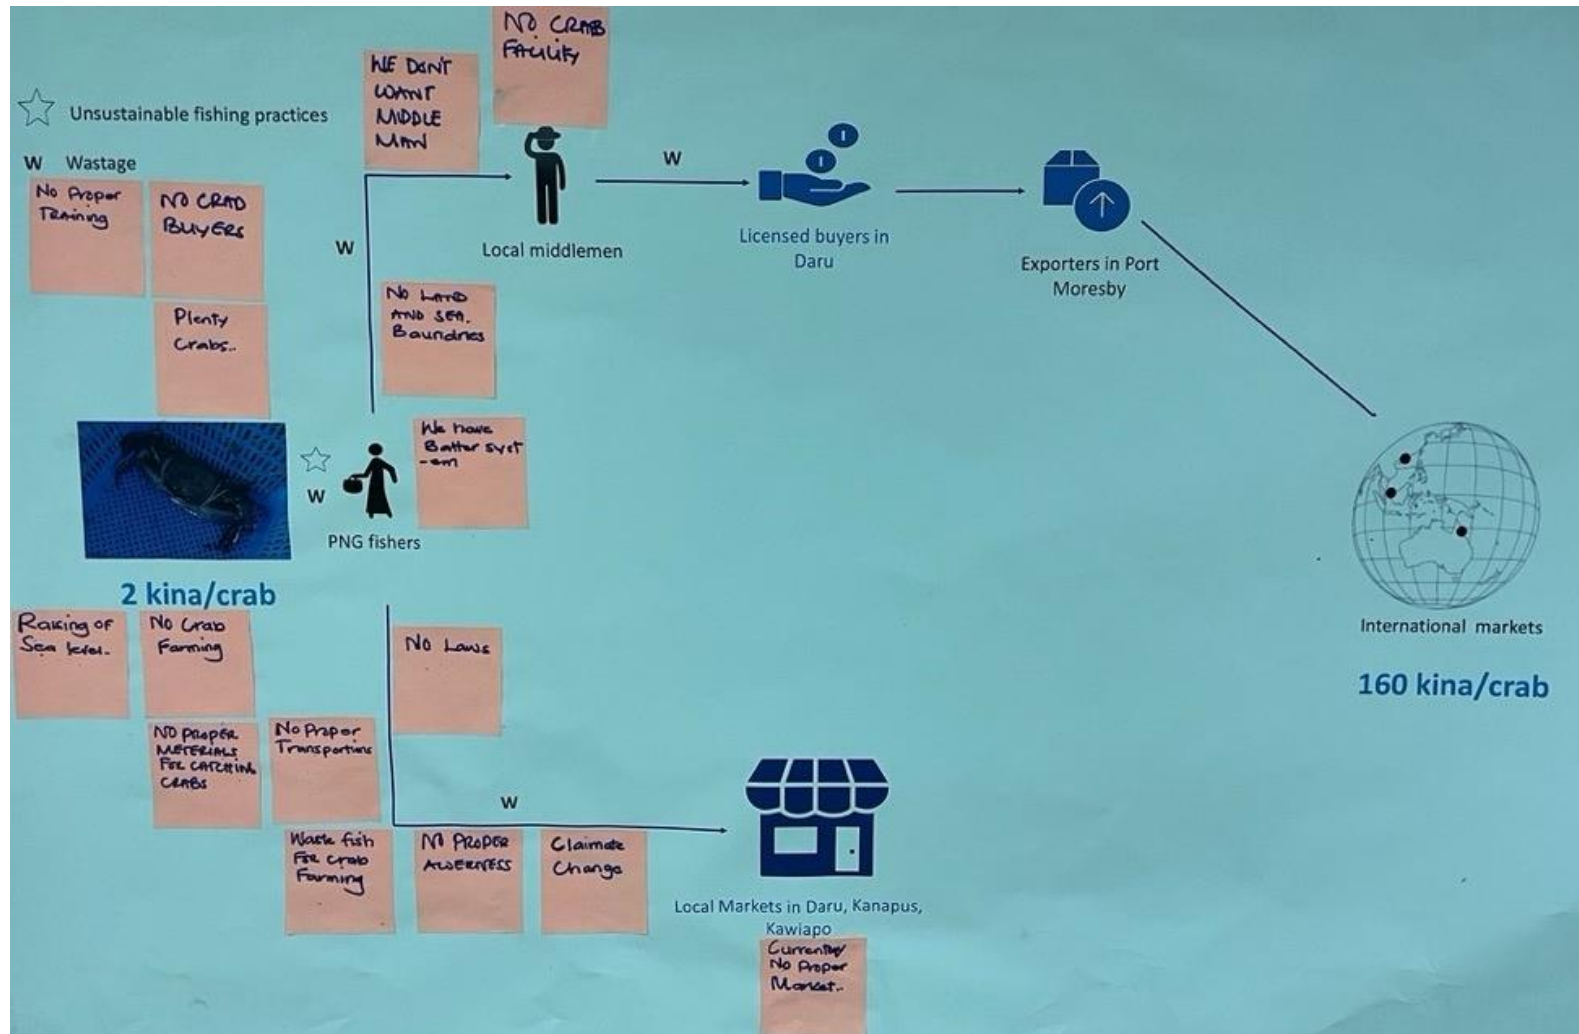 NO CRAB
FACILITY
WE DON'T
WANT
MIDDLE
MAN
Unsustainable fishing practices
W Wastage
No Proper
Training
NO CRAD
BUYERS
Plenty
Crabs..
W
W
Local middlemen
Licensed buyers in
Daru
Exporters in Port
Moresby
No LAND
AND SEA.
Baundries
We have
Batter syst
-em
W
PNG fishers
2 kina/crab
International markets
160 kina/crab
Raising of
Sea level.
No Crab
Farming
No Laws
NO PROPER
METERIALS
FOR CATCHING
CRABS
No Proper
Transportions
W
Waste fish
For crab
Farming
NO PROPER
AWERNESS
Claimate
Change
Local Markets in Daru, Kanapus,
Kawiapo
Currently
No Proper
Market..